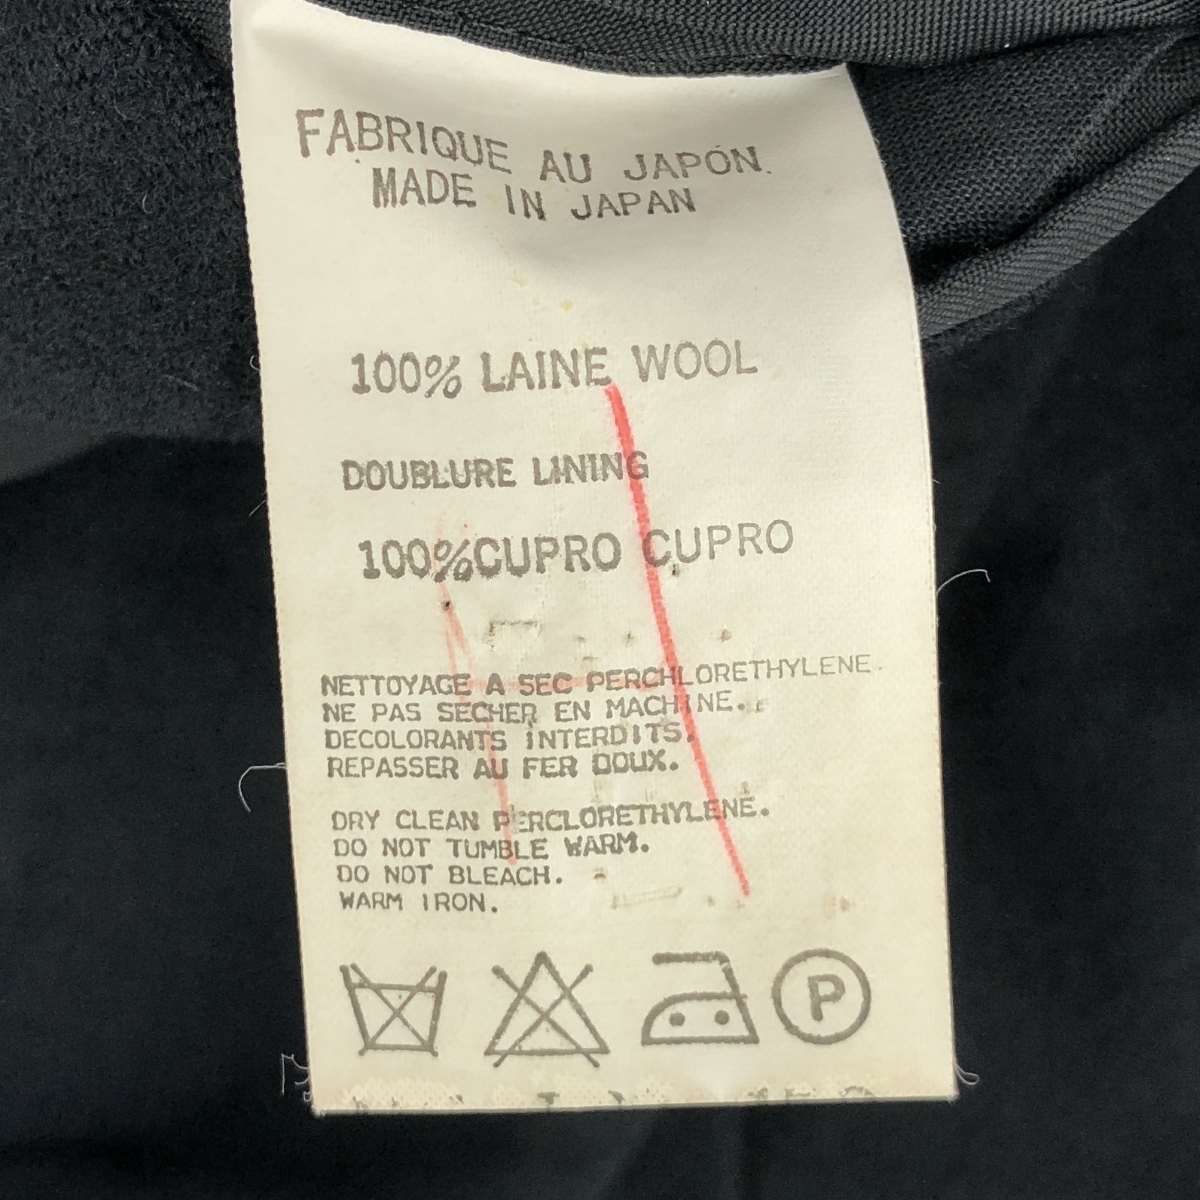 FABRIQUE AU JAPON.
MADE IN JAPAN
100% LAINE WOOL
DOUBLURE LINING
100%CUPRO CUPRO
NETTOYAGE A SEC PERCHLORETHYLENE.
NE PAS SECHER EN MACHINE.
DECOLORANTS INTERDITS.
REPASSER AU FER DOUX.
DRY CLEAN PERCLORETHYLENE.
DO NOT TUMBLE WARM.
DO NOT BLEACH.
WARM IRON.
P